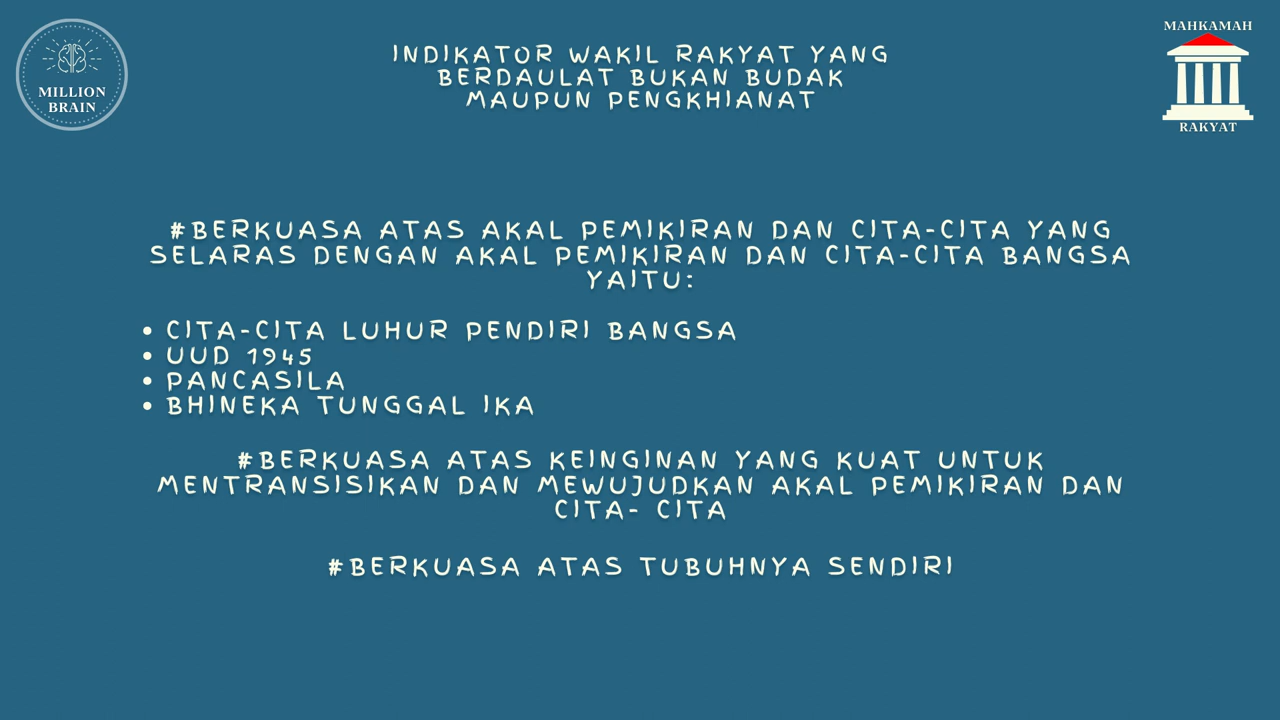 MILLION
BRAIN
INDIKATOR WAKIL RAKYAT YANG
BERDAULAT BUKAN BUDAK
MAUPUN PENGKHIANAT
MAHKAMAH
RAKYAT
#BERKUASA ATAS AKAL PEMIKIRAN DAN CITA-CITA YANG
SELARAS DENGAN AKAL PEMIKIRAN DAN CITA-CITA BANGSA
YAITU:
• CITA-CITA LUHUR PENDIRI BANGSA
• UUD 1945
• PANCASILA
• BHINEKA TUNGGAL IKA
#BERKUASA ATAS KEINGINAN YANG KUAT UNTUK
MENTRANSISIKAN DAN MEWUJUDKAN AKAL PEMIKIRAN DAN
CITA- CITA
#BERKUASA ATAS TUBUHNYA SENDIRI